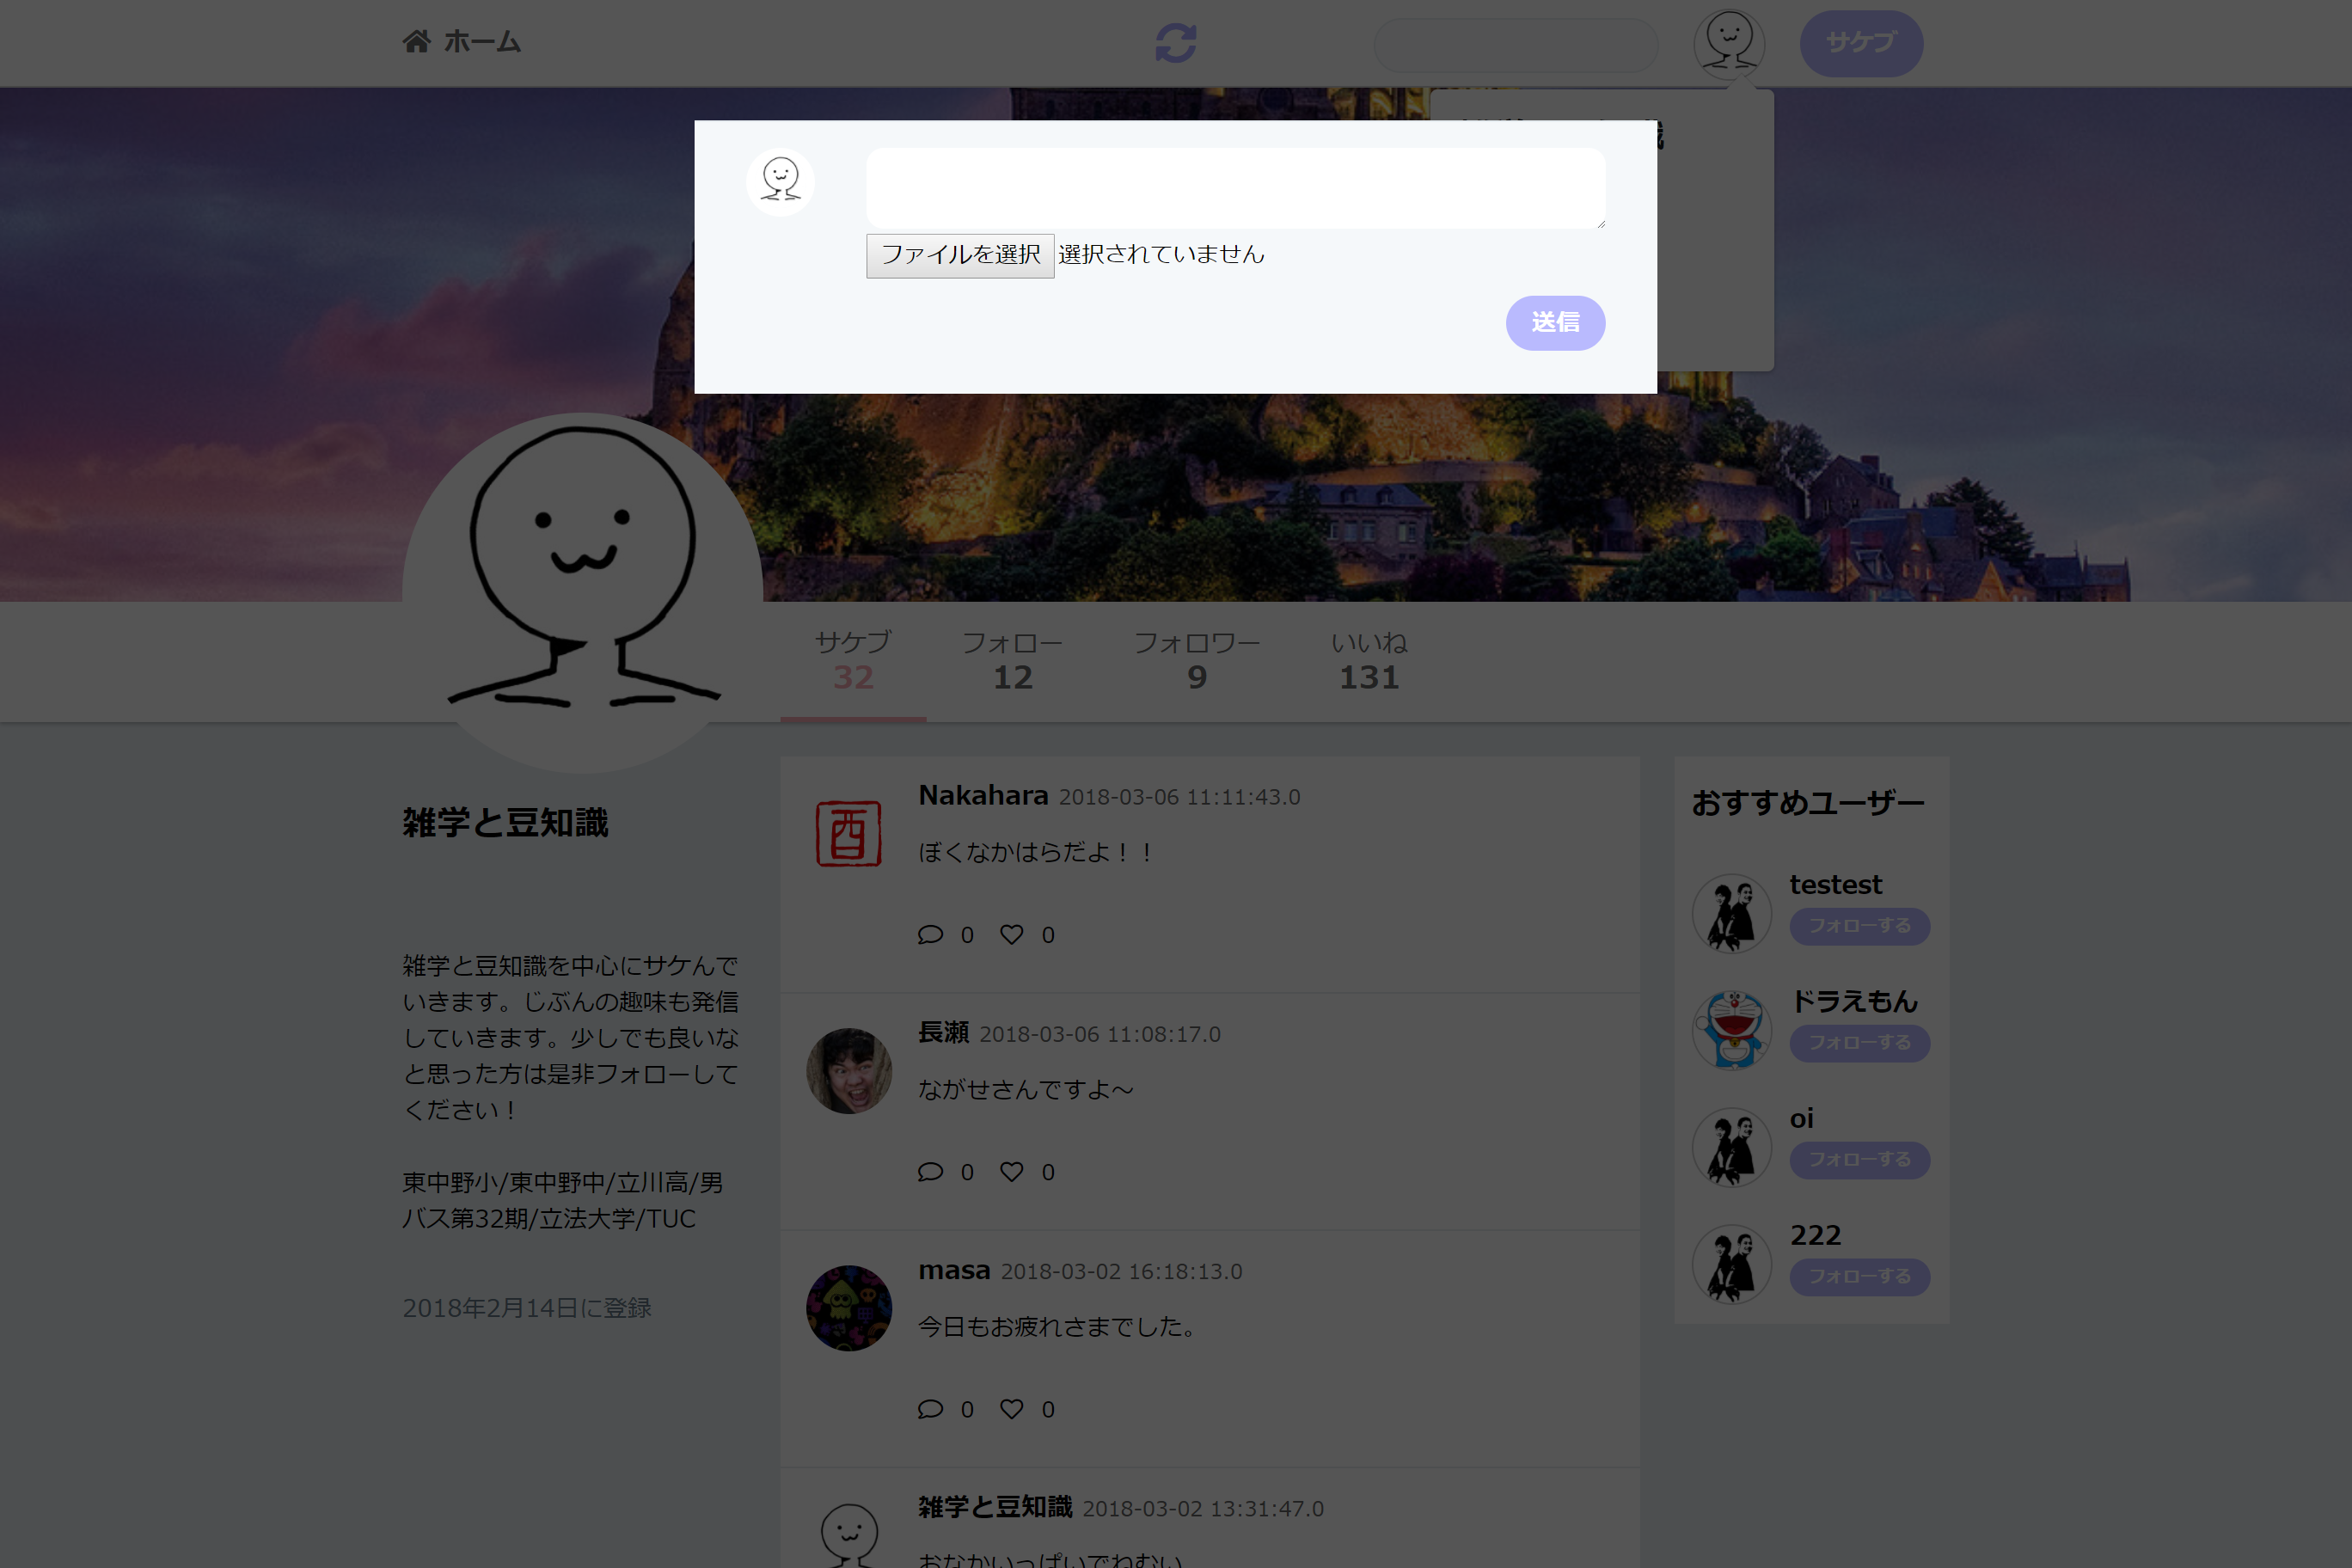 ホーム
サケブ
識
ファイルを選択 選択されていません
送信
サケブ
32
フォロー
12
フォロワー
9
いいね
131
雑学と豆知識
雑学と豆知識を中心にサケんで
いきます。じぶんの趣味も発信
していきます。少しでも良いな
と思った方は是非フォローして
ください！
東中野小/東中野中/立川高/男
バス第32期/立法大学/TUC
2018年2月14日に登録
酉
Nakahara 2018-03-06 11:11:43.0
ぼくなかはらだよ！！
0 0
長瀬 2018-03-06 11:08:17.0
ながせさんですよ～
0 0
masa 2018-03-02 16:18:13.0
今日もお疲れさまでした。
0 0
雑学と豆知識 2018-03-02 13:31:47.0
おなかいっぱいでねむい
おすすめユーザー
testest
フォローする
ドラえもん
フォローする
oi
フォローする
222
フォローする